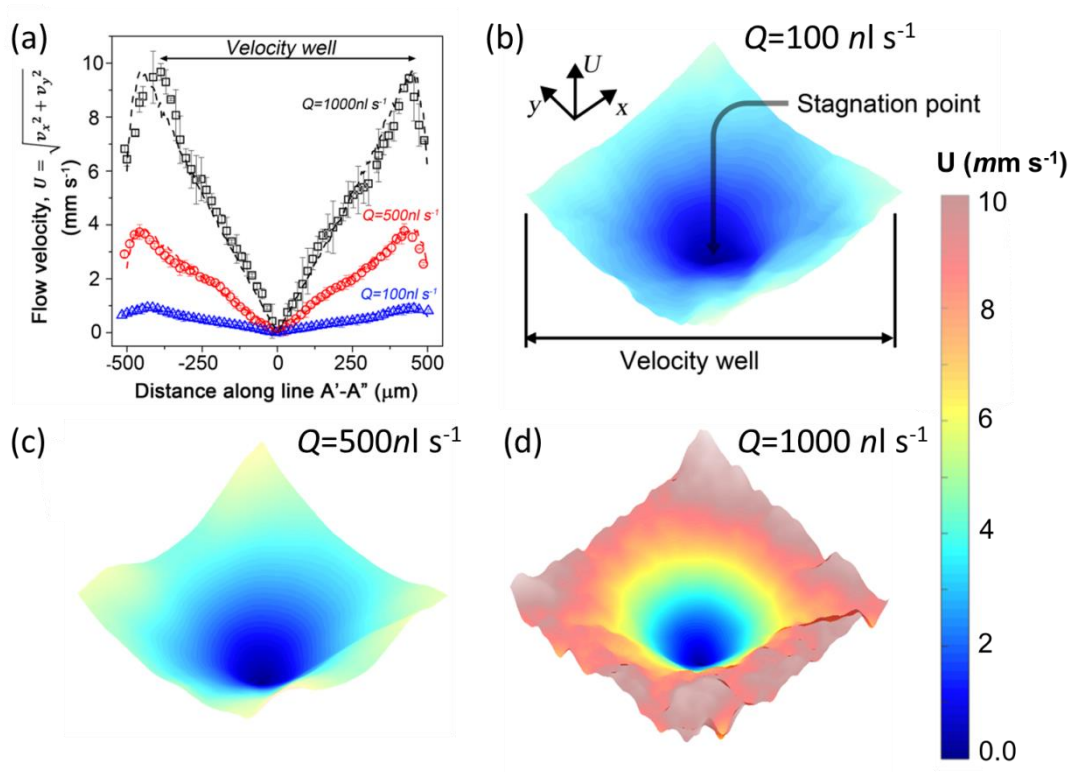 (a)
Velocity well
Flow velocity, U = √(vₓ² + vᵧ²)
(mm s⁻¹)
10
8
6
4
2
0
Q=1000nl s⁻¹
Q=500nl s⁻¹
Q=100nl s⁻¹
-500 -250 0 250 500
Distance along line A'-A" (μm)
(b)
Q=100 nl s⁻¹
U
y
x
Stagnation point
Velocity well
U (mm s⁻¹)
10
8
6
4
2
0.0
(c)
Q=500nl s⁻¹
(d)
Q=1000 nl s⁻¹